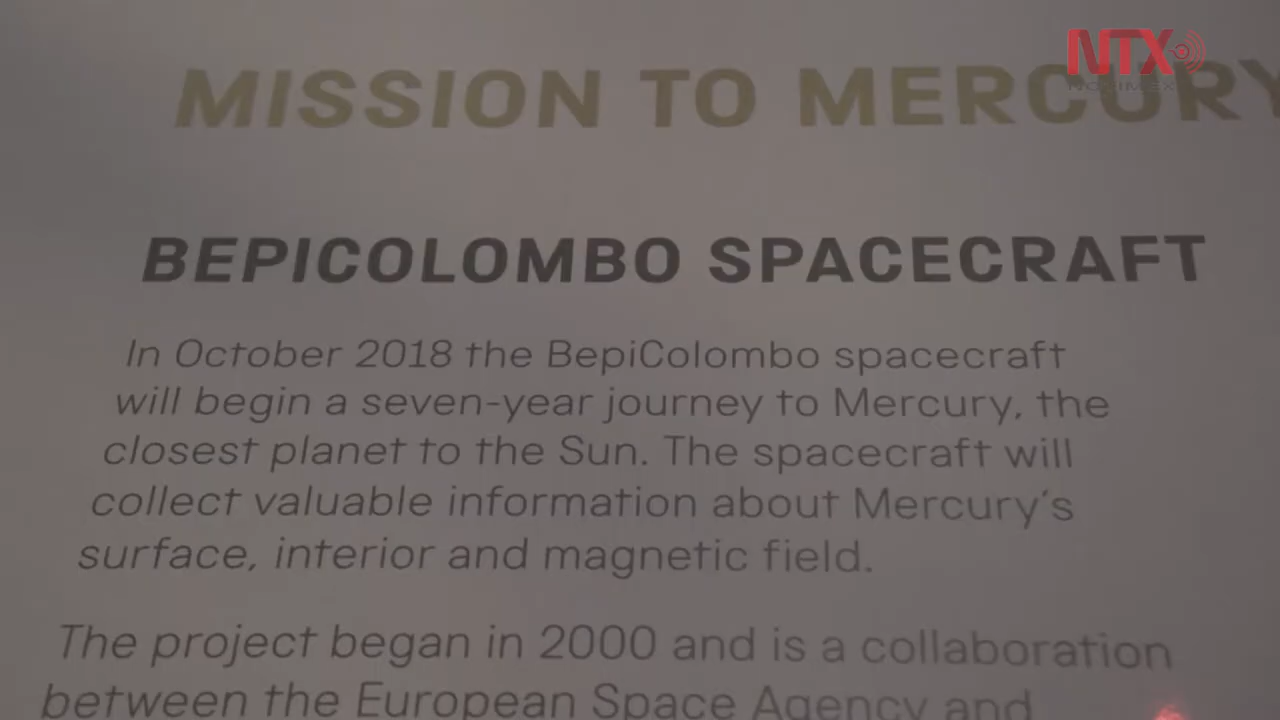 NTX
NOTIMEX
MISSION TO MERCURY
BEPICOLOMBO SPACECRAFT
In October 2018 the BepiColombo spacecraft
will begin a seven-year journey to Mercury, the
closest planet to the Sun. The spacecraft will
collect valuable information about Mercury's
surface, interior and magnetic field.
The project began in 2000 and is a collaboration
between the European Space Agency and